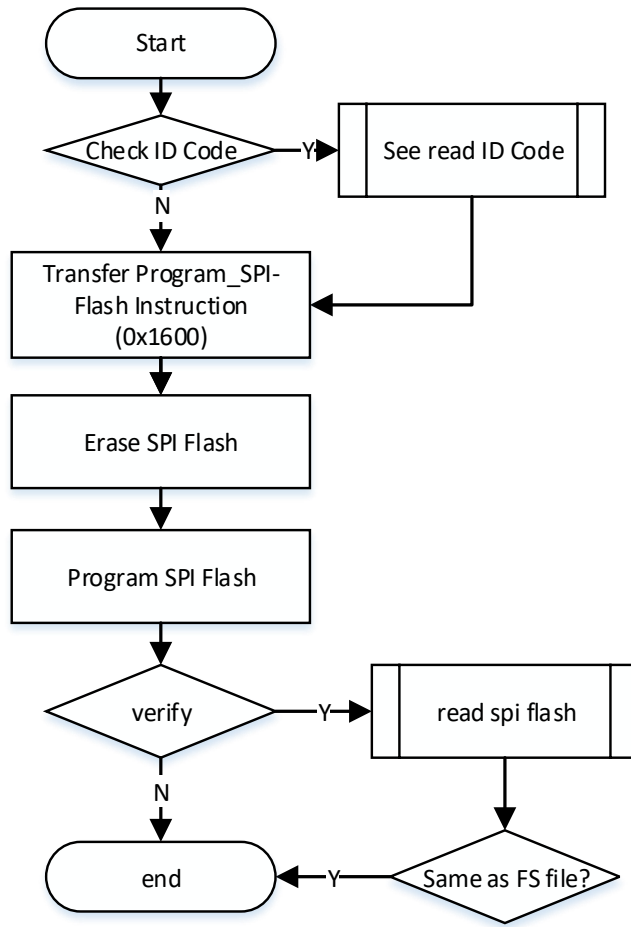 Start
Check ID Code
Y
See read ID Code
N
Transfer Program_SPI-
Flash Instruction
(0x1600)
Erase SPI Flash
Program SPI Flash
verify
Y
read spi flash
N
end
Y
Same as FS file?